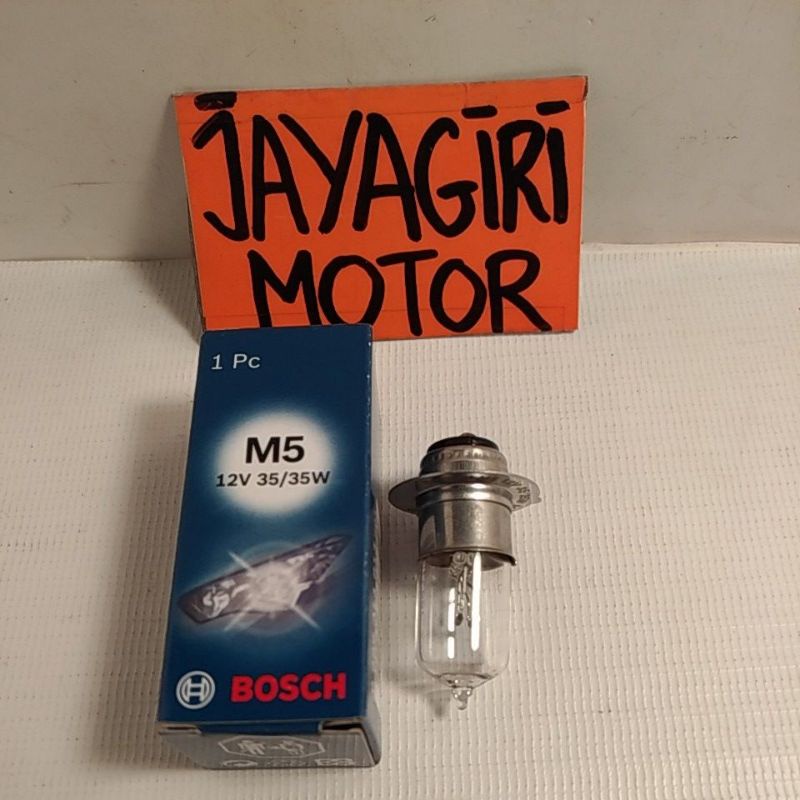 JAYAGIRI
MOTOR
1 Pc
M5
12V 35/35W
BOSCH